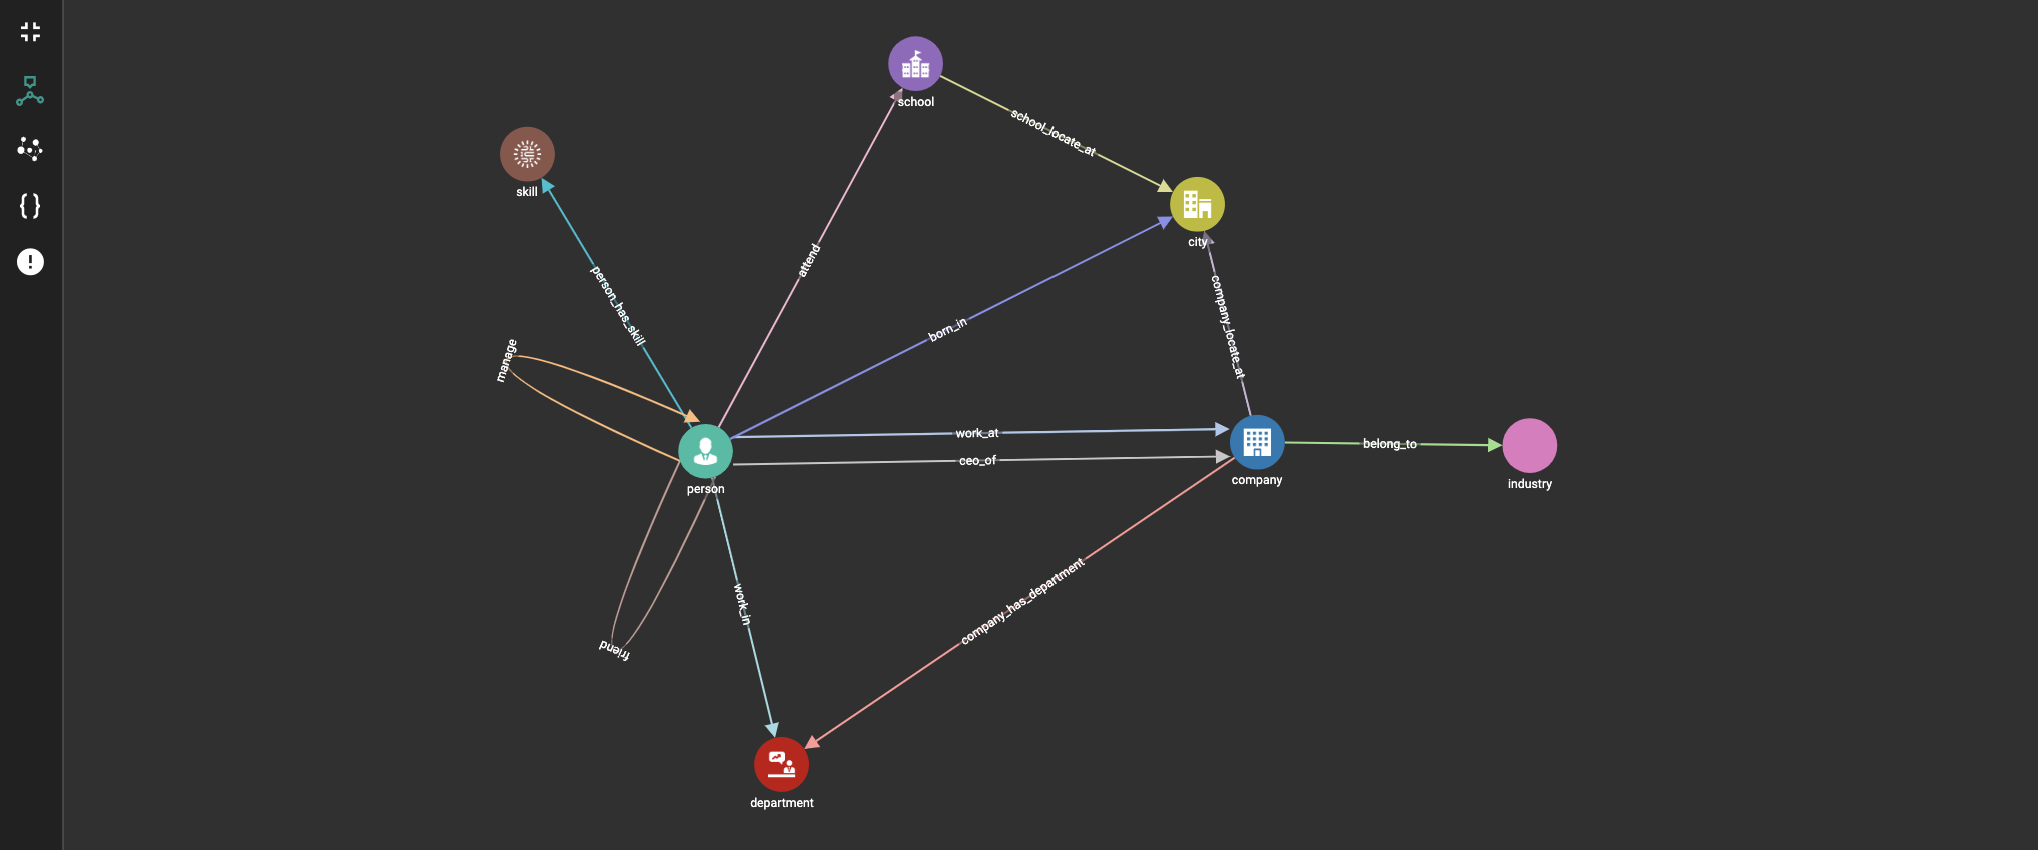 school
school_locate_at
skill
city
attend
person_has_skill
born_in
company_locate_at
manage
work_at
belong_to
ceo_of
company
industry
person
work_in
company_has_department
friend
department